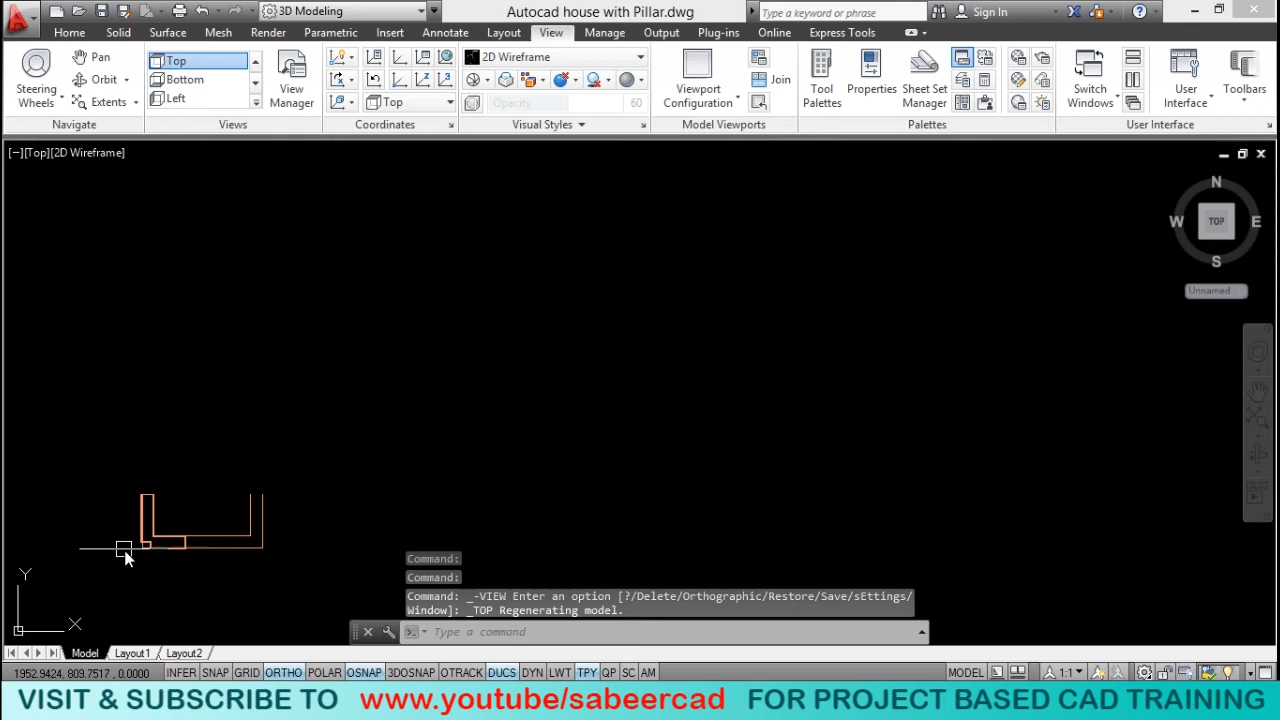 3D Modeling
Autocad house with Pillar.dwg
Type a keyword or phrase
Sign In
Home Solid Surface Mesh Render Parametric Insert Annotate Layout View Manage Output Plug-ins Online Express Tools
Steering
Wheels
Pan
Orbit
Extents
Navigate
Top
Bottom
Left
View
Manager
Views
Top
Coordinates
2D Wireframe
Opacity 60
Visual Styles
Viewport
Configuration
Join
Model Viewports
Tool
Palettes
Properties
Sheet Set
Manager
Palettes
Switch
Windows
User
Interface
Toolbars
User Interface
[−][Top][2D Wireframe]
N
W TOP E
S
Unnamed
Y
X
Command:
Command:
Command: _-VIEW Enter an option [?/Delete/Orthographic/Restore/Save/sEttings/
Window]: _TOP Regenerating model.
Type a command
Model Layout1 Layout2
1952.9424, 809.7517 , 0.0000 INFER SNAP GRID ORTHO POLAR OSNAP 3DOSNAP OTRACK DUCS DYN LWT TPY QP SC AM MODEL 1:1
VISIT & SUBSCRIBE TO www.youtube/sabeercad FOR PROJECT BASED CAD TRAINING